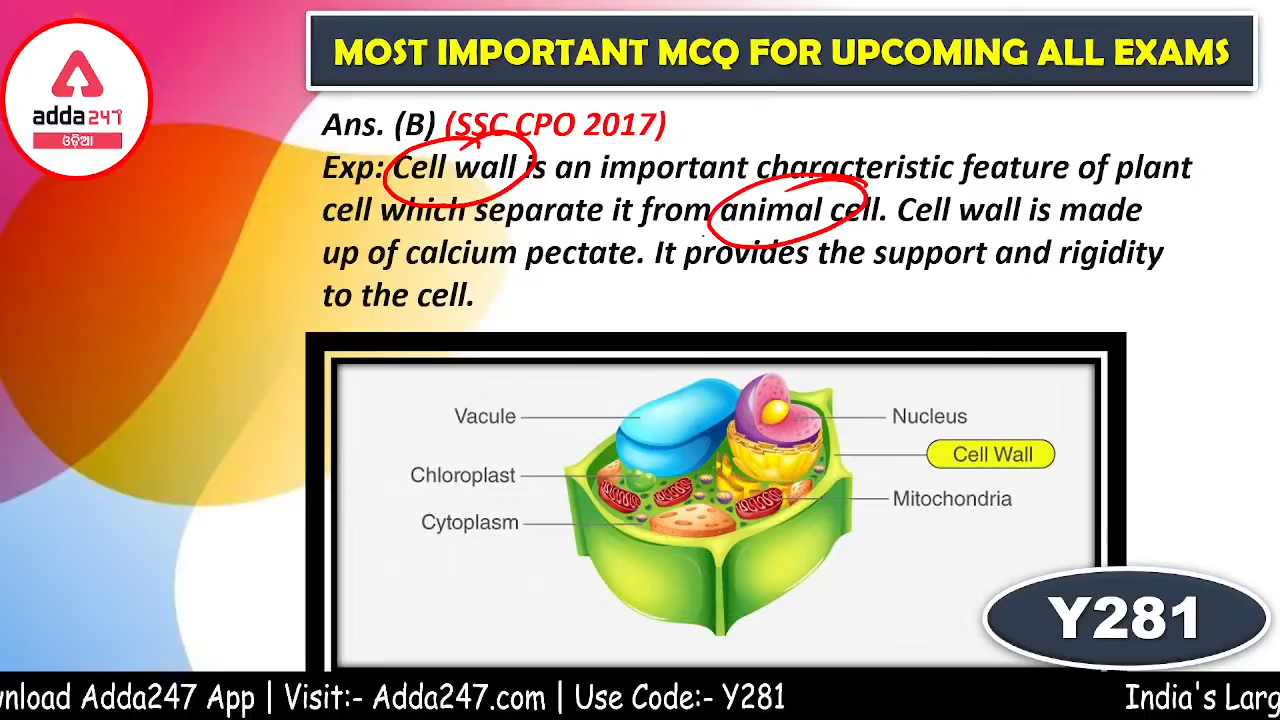 MOST IMPORTANT MCQ FOR UPCOMING ALL EXAMS
adda247
ଓଡ଼ିଆ
Ans. (B) (SSC CPO 2017)
Exp: Cell wall is an important characteristic feature of plant
cell which separate it from animal cell. Cell wall is made
up of calcium pectate. It provides the support and rigidity
to the cell.
Vacule
Nucleus
Cell Wall
Chloroplast
Mitochondria
Cytoplasm
Y281
wnload Adda247 App | Visit:- Adda247.com | Use Code:- Y281
India's Larg